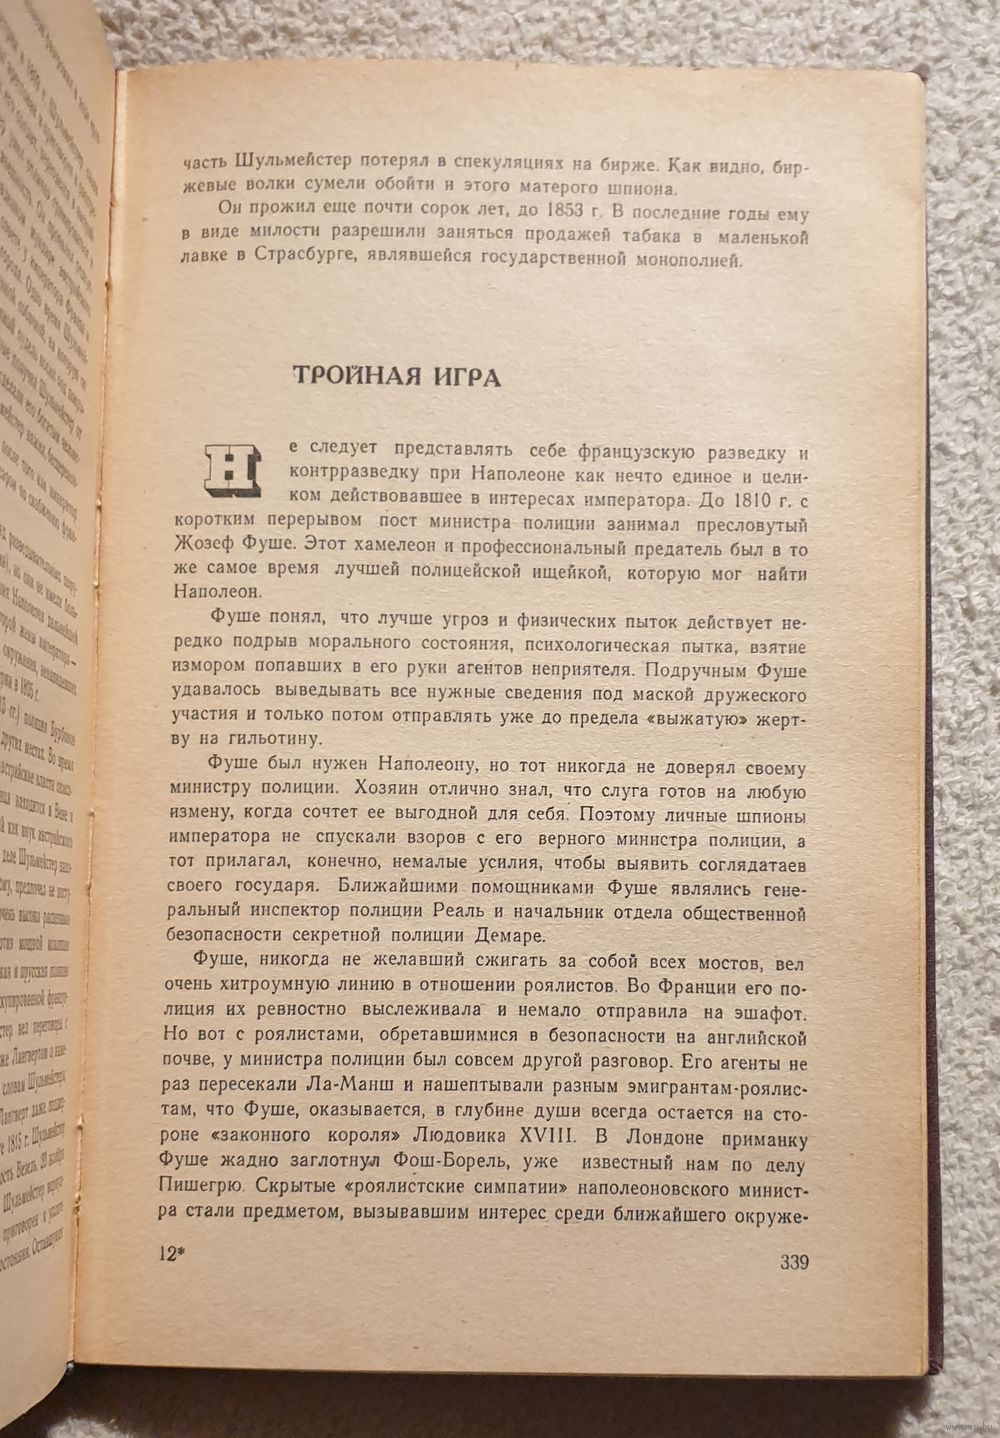 часть Шульмейстер потерял в спекуляциях на бирже. Как видно, бир-
жевые волки сумели обойти и этого матерого шпиона.
Он прожил еще почти сорок лет, до 1853 г. В последние годы ему
в виде милости разрешили заняться продажей табака в маленькой
лавке в Страсбурге, являвшейся государственной монополией.
ТРОЙНАЯ ИГРА
Не следует представлять себе французскую разведку и
контрразведку при Наполеоне как нечто единое и цели-
ком действовавшее в интересах императора. До 1810 г. с
коротким перерывом пост министра полиции занимал пресловутый
Жозеф Фуше. Этот хамелеон и профессиональный предатель был в то
же самое время лучшей полицейской ищейкой, которую мог найти
Наполеон.
Фуше понял, что лучше угроз и физических пыток действует не-
редко подрыв морального состояния, психологическая пытка, взятие
измором попавших в его руки агентов неприятеля. Подручным Фуше
удавалось выведывать все нужные сведения под маской дружеского
участия и только потом отправлять уже до предела «выжатую» жерт-
ву на гильотину.
Фуше был нужен Наполеону, но тот никогда не доверял своему
министру полиции. Хозяин отлично знал, что слуга готов на любую
измену, когда сочтет ее выгодной для себя. Поэтому личные шпионы
императора не спускали взоров с его верного министра полиции, а
тот прилагал, конечно, немалые усилия, чтобы выявить соглядатаев
своего государя. Ближайшими помощниками Фуше являлись гене-
ральный инспектор полиции Реаль и начальник отдела общественной
безопасности секретной полиции Демаре.
Фуше, никогда не желавший сжигать за собой всех мостов, вел
очень хитроумную линию в отношении роялистов. Во Франции его по-
лиция их ревностно выслеживала и немало отправила на эшафот.
Но вот с роялистами, обретавшимися в безопасности на английской
почве, у министра полиции был совсем другой разговор. Его агенты не
раз пересекали Ла-Манш и нашептывали разным эмигрантам-роялис-
там, что Фуше, оказывается, в глубине души всегда остается на сто-
роне «законного короля» Людовика XVIII. В Лондоне приманку
Фуше жадно заглотнул Фош-Борель, уже известный нам по делу
Пишегрю. Скрытые «роялистские симпатии» наполеоновского минист-
ра стали предметом, вызывавшим интерес среди ближайшего окруже-
12*
339